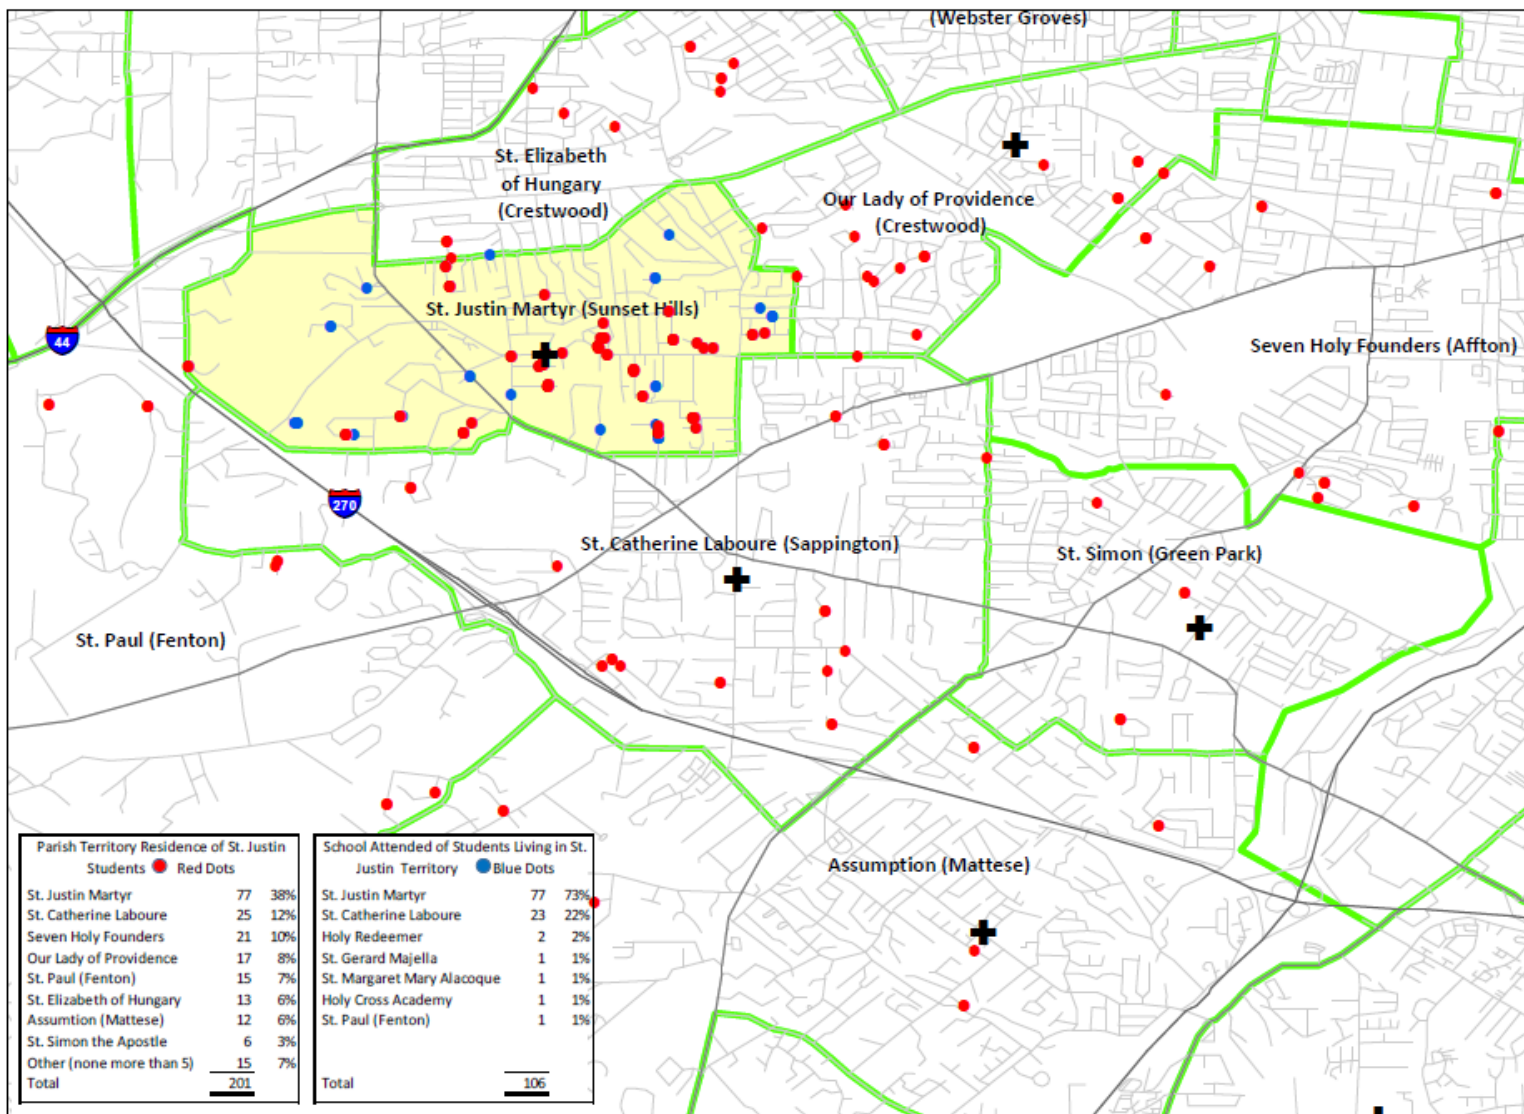 (Webster Groves)
St. Elizabeth
of Hungary
(Crestwood)
Our Lady of Providence
(Crestwood)
St. Justin Martyr (Sunset Hills)
44
Seven Holy Founders (Affton)
270
St. Catherine Laboure (Sappington)
St. Simon (Green Park)
St. Paul (Fenton)
Assumption (Mattese)
Parish Territory Residence of St. Justin
Students Red Dots
St. Justin Martyr 77 38%
St. Catherine Laboure 25 12%
Seven Holy Founders 21 10%
Our Lady of Providence 17 8%
St. Paul (Fenton) 15 7%
St. Elizabeth of Hungary 13 6%
Assumtion (Mattese) 12 6%
St. Simon the Apostle 6 3%
Other (none more than 5) 15 7%
Total 201
School Attended of Students Living in St.
Justin Territory Blue Dots
St. Justin Martyr 77 73%
St. Catherine Laboure 23 22%
Holy Redeemer 2 2%
St. Gerard Majella 1 1%
St. Margaret Mary Alacoque 1 1%
Holy Cross Academy 1 1%
St. Paul (Fenton) 1 1%
Total 106